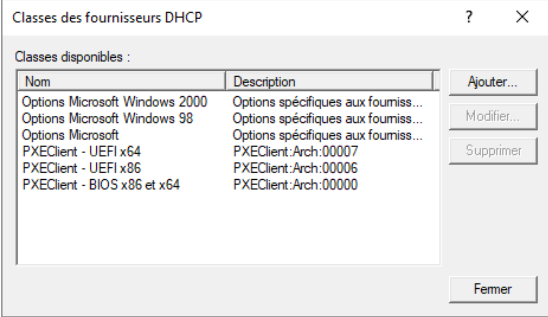 Classes des fournisseurs DHCP
Classes disponibles :
Nom Description
Options Microsoft Windows 2000 Options spécifiques aux fourniss...
Options Microsoft Windows 98 Options spécifiques aux fourniss...
Options Microsoft Options spécifiques aux fourniss...
PXEClient - UEFI x64 PXEClient:Arch:00007
PXEClient - UEFI x86 PXEClient:Arch:00006
PXEClient - BIOS x86 et x64 PXEClient:Arch:00000
Ajouter...
Modifier...
Supprimer
Fermer